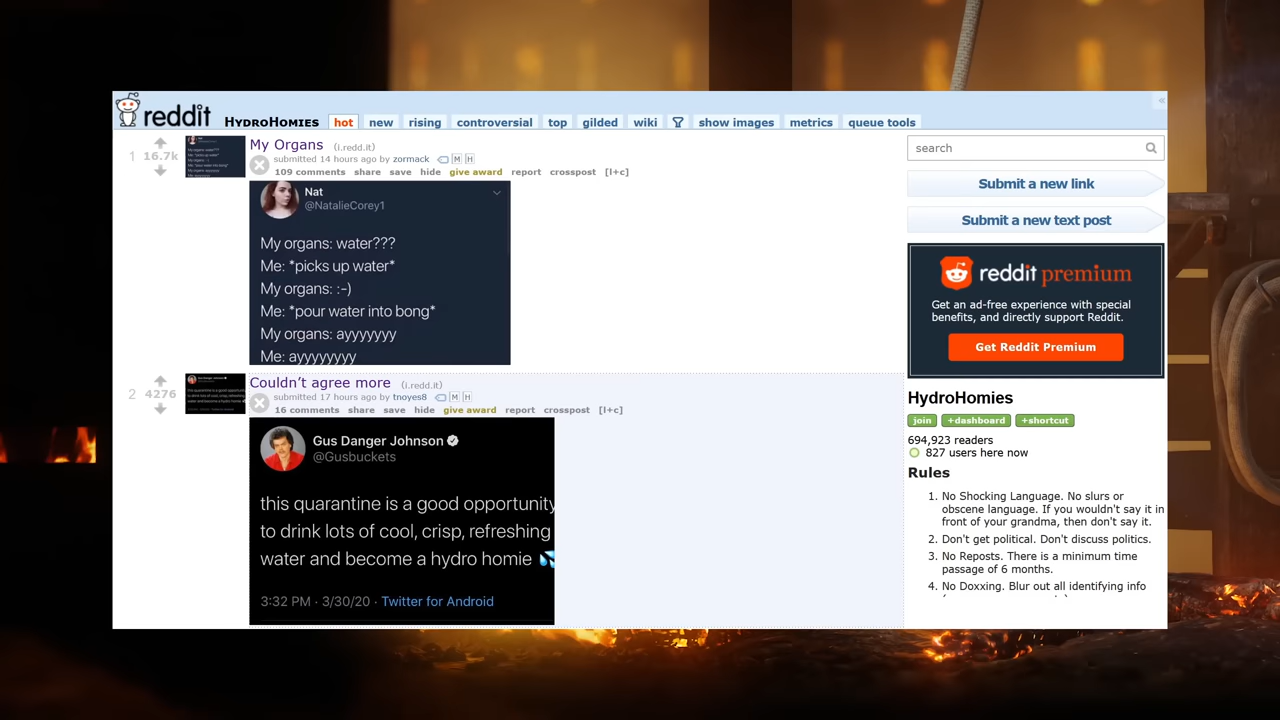 reddit HYDROHOMIES hot new rising controversial top gilded wiki show images metrics queue tools
1 16.7k
My Organs (i.redd.it)
submitted 14 hours ago by zormack M H
109 comments share save hide give award report crosspost [l+c]
Nat
@NatalieCorey1
My organs: water???
Me: *picks up water*
My organs: :-)
Me: *pour water into bong*
My organs: ayyyyyyy
Me: ayyyyyyyy
2 4276
Couldn’t agree more (i.redd.it)
submitted 17 hours ago by tnoyes8 M H
16 comments share save hide give award report crosspost [l+c]
Gus Danger Johnson
@Gusbuckets
this quarantine is a good opportunity
to drink lots of cool, crisp, refreshing
water and become a hydro homie 💦
3:32 PM · 3/30/20 · Twitter for Android
search
Submit a new link
Submit a new text post
reddit premium
Get an ad-free experience with special
benefits, and directly support Reddit.
Get Reddit Premium
HydroHomies
join +dashboard +shortcut
694,923 readers
827 users here now
Rules
1. No Shocking Language. No slurs or
obscene language. If you wouldn't say it in
front of your grandma, then don't say it.
2. Don't get political. Don't discuss politics.
3. No Reposts. There is a minimum time
passage of 6 months.
4. No Doxxing. Blur out all identifying info